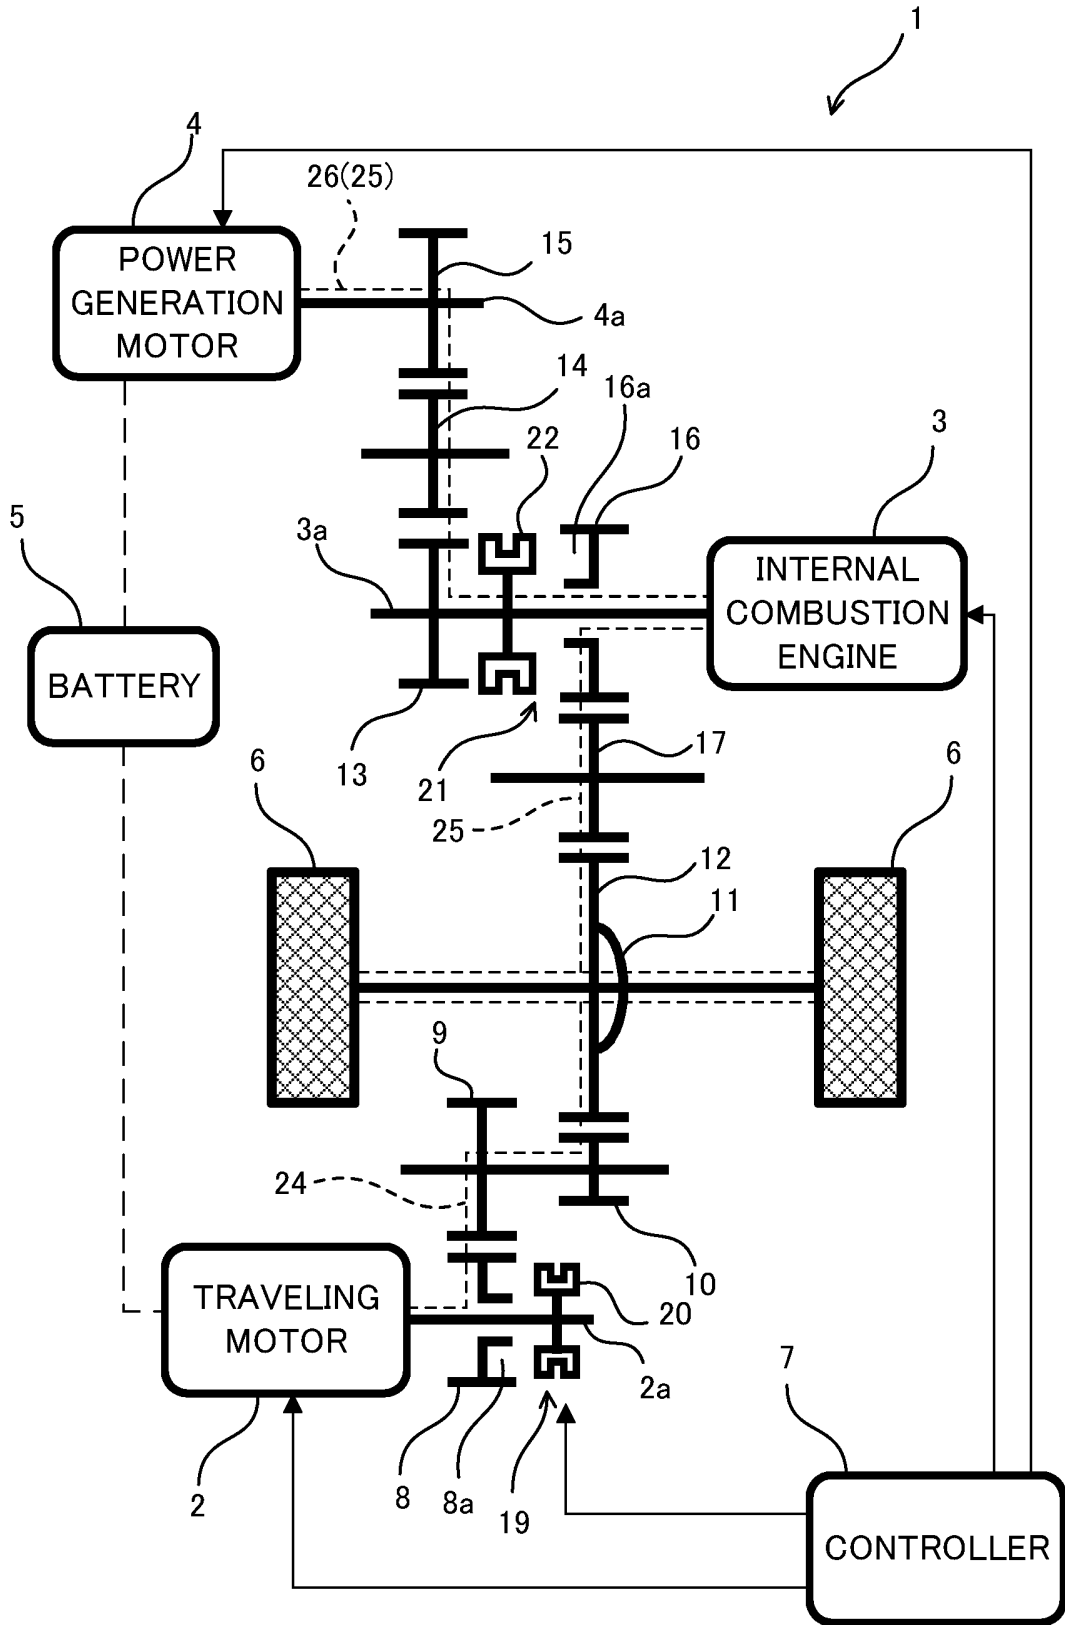 1
4
26(25)
15
POWER
GENERATION
MOTOR
4a
14
16a
22
16
3
5
3a
INTERNAL
COMBUSTION
ENGINE
BATTERY
13
21
17
6
6
25
12
11
9
24
10
TRAVELING
MOTOR
20
2a
7
2
8
8a
19
CONTROLLER